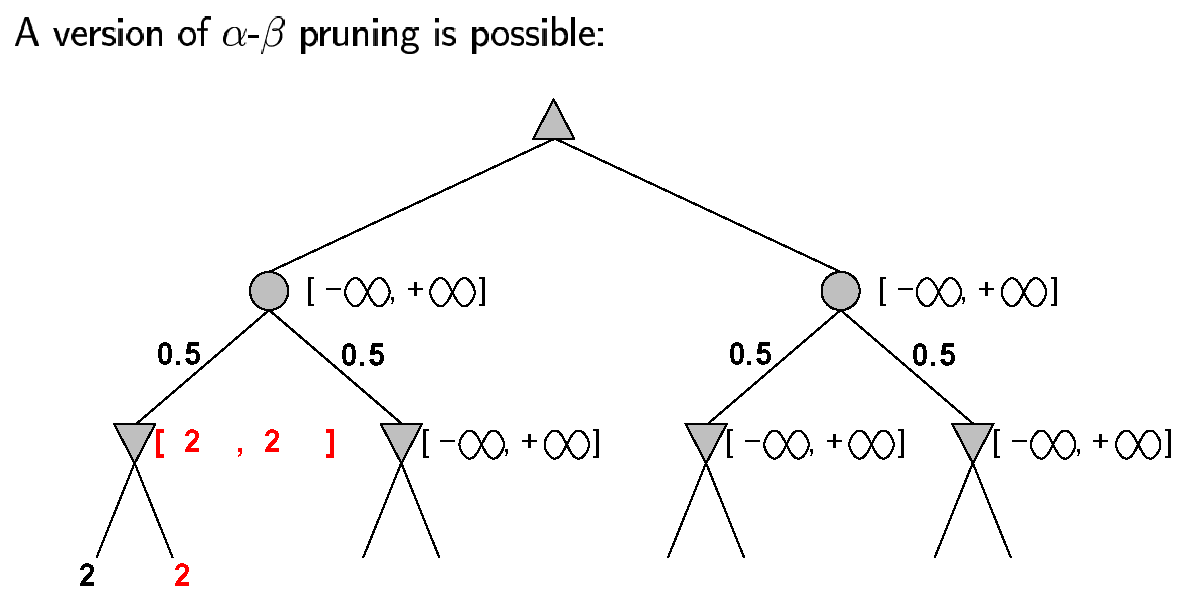 A version of α-β pruning is possible:
[ −∞, +∞] [ −∞, +∞]
0.5 0.5 0.5 0.5
[ 2 , 2 ] [ −∞, +∞] [ −∞, +∞] [ −∞, +∞]
2 2